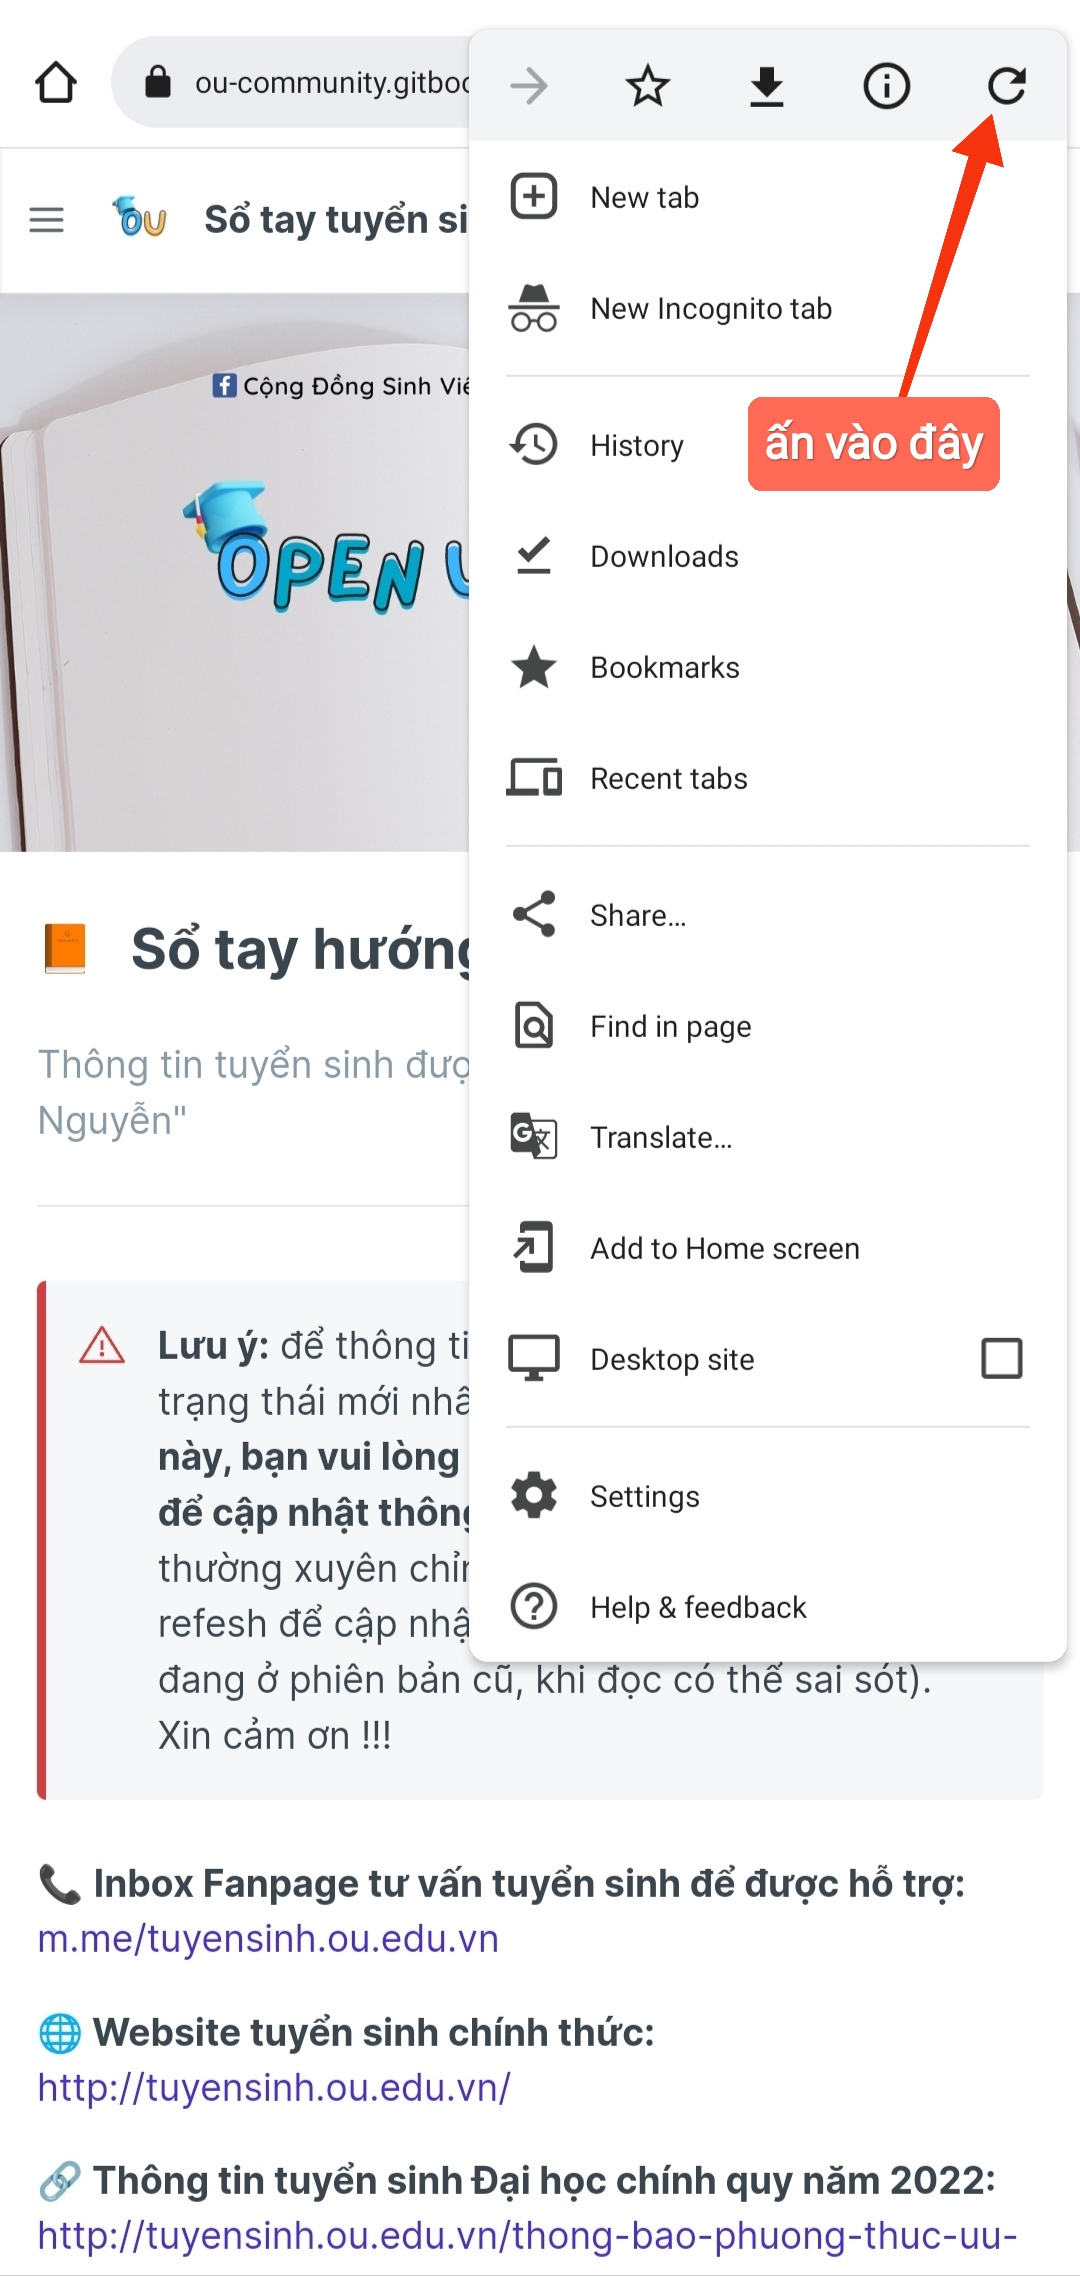 ou-community.gitboo
Sổ tay tuyển si
OU
New tab
New Incognito tab
Cộng Đồng Sinh Viê
OPEN U
History
ấn vào đây
Downloads
Bookmarks
Recent tabs
Share...
Find in page
Translate...
Add to Home screen
Desktop site
Settings
Help & feedback
Sổ tay hướng
Thông tin tuyển sinh đượ
Nguyễn"
Lưu ý: để thông ti
trạng thái mới nhấ
này, bạn vui lòng
để cập nhật thông
thường xuyên chỉn
refesh để cập nhậ
đang ở phiên bản cũ, khi đọc có thể sai sót).
Xin cảm ơn !!!
Inbox Fanpage tư vấn tuyển sinh để được hỗ trợ:
m.me/tuyensinh.ou.edu.vn
Website tuyển sinh chính thức:
http://tuyensinh.ou.edu.vn/
Thông tin tuyển sinh Đại học chính quy năm 2022:
http://tuyensinh.ou.edu.vn/thong-bao-phuong-thuc-uu-